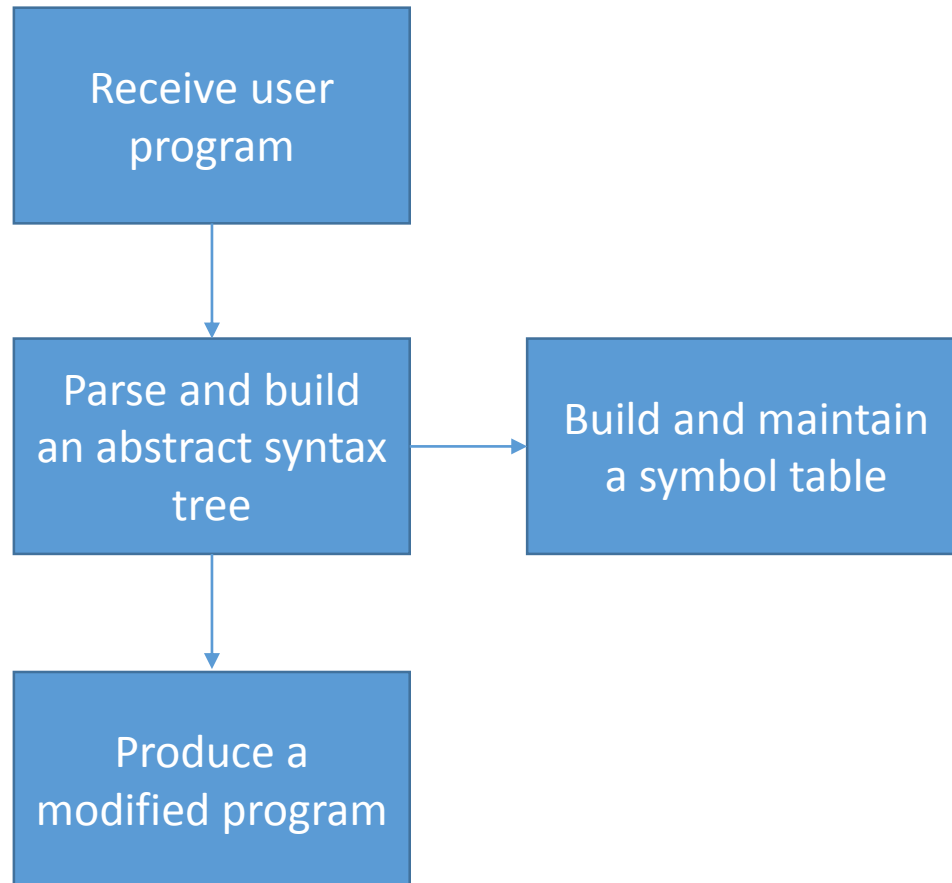 Receive user
program
Parse and build
an abstract syntax
tree
Build and maintain
a symbol table
Produce a
modified program